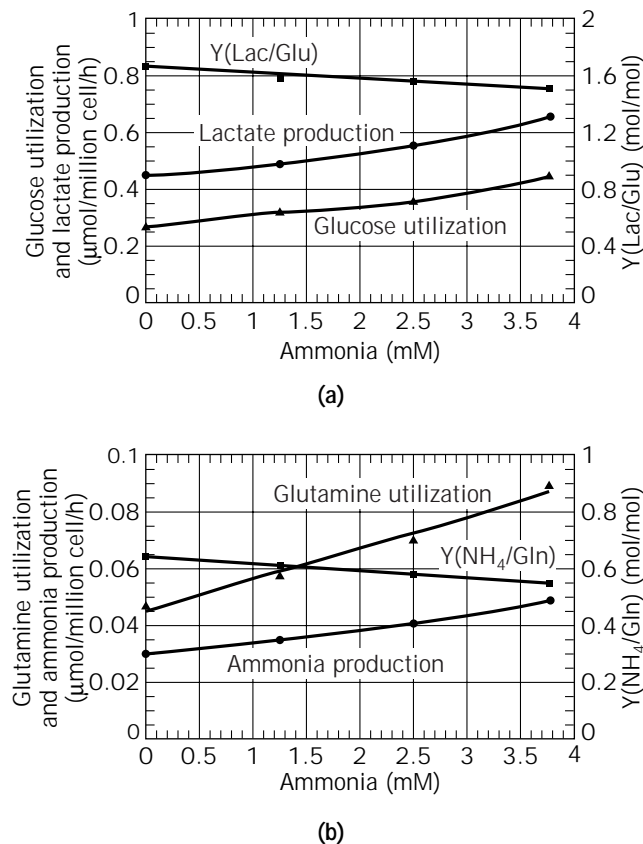 Glucose utilization
and lactate production
(μmol/million cell/h)
1
0.8
0.6
0.4
0.2
0
Y(Lac/Glu)
Lactate production
Glucose utilization
2
1.6
1.2
0.8
0.4
0
Y(Lac/Glu) (mol/mol)
0 0.5 1 1.5 2 2.5 3 3.5 4
Ammonia (mM)
(a)
Glutamine utilization
and ammonia production
(μmol/million cell/h)
0.1
0.08
0.06
0.04
0.02
0
Glutamine utilization
Y(NH4/Gln)
Ammonia production
1
0.8
0.6
0.4
0.2
0
Y(NH4/Gln) (mol/mol)
0 0.5 1 1.5 2 2.5 3 3.5 4
Ammonia (mM)
(b)